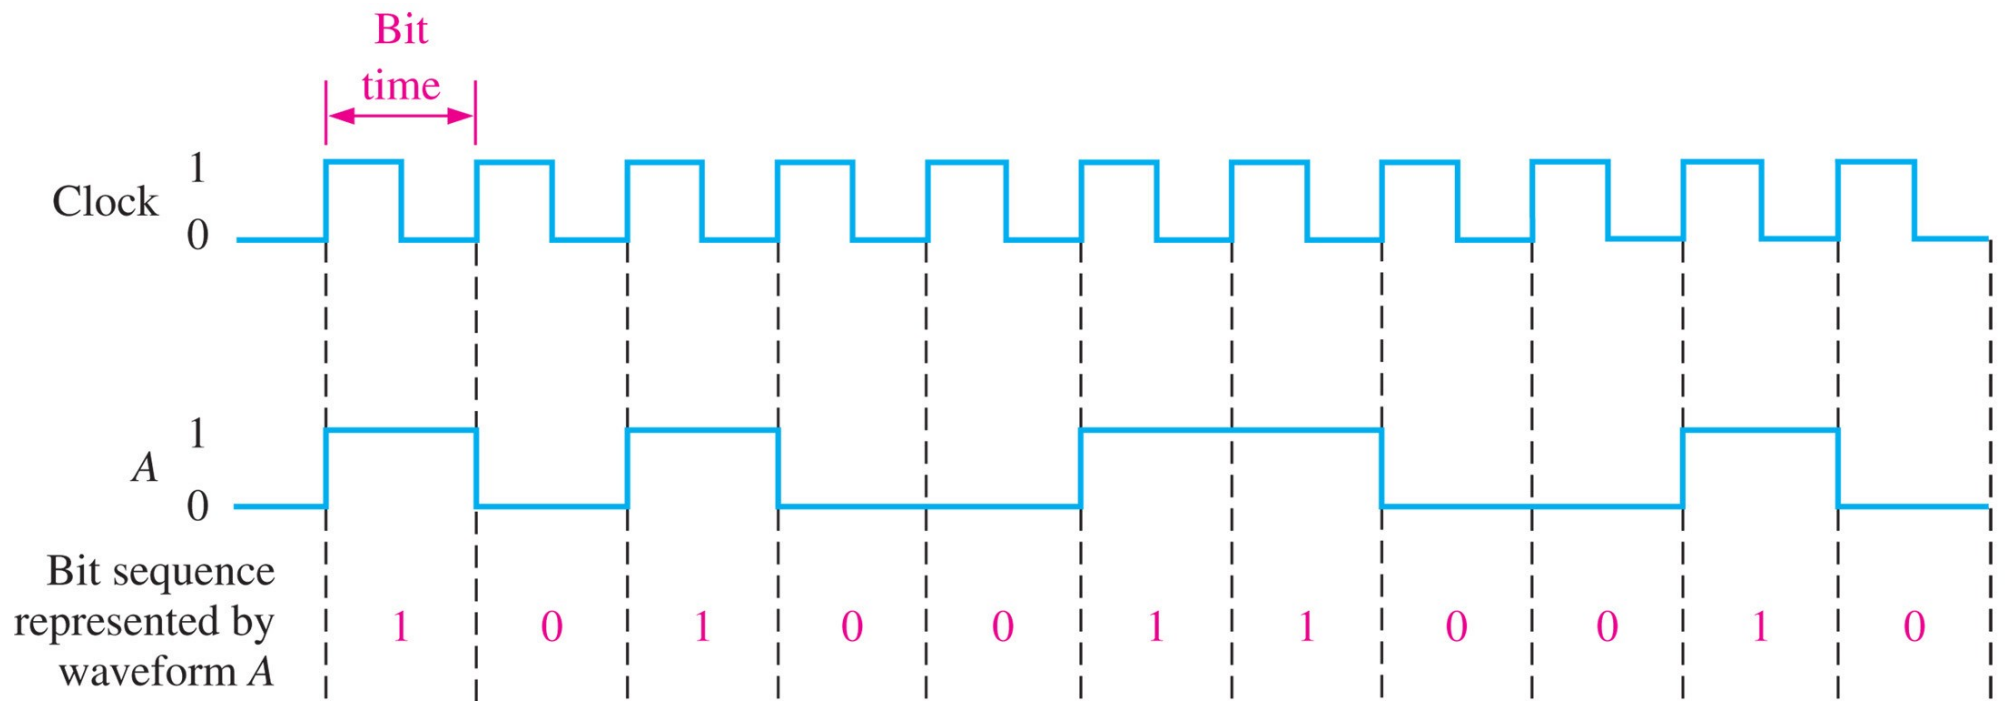 Bit
time
1
Clock
0
1
A
0
Bit sequence
represented by
waveform A
1 0 1 0 0 1 1 0 0 1 0